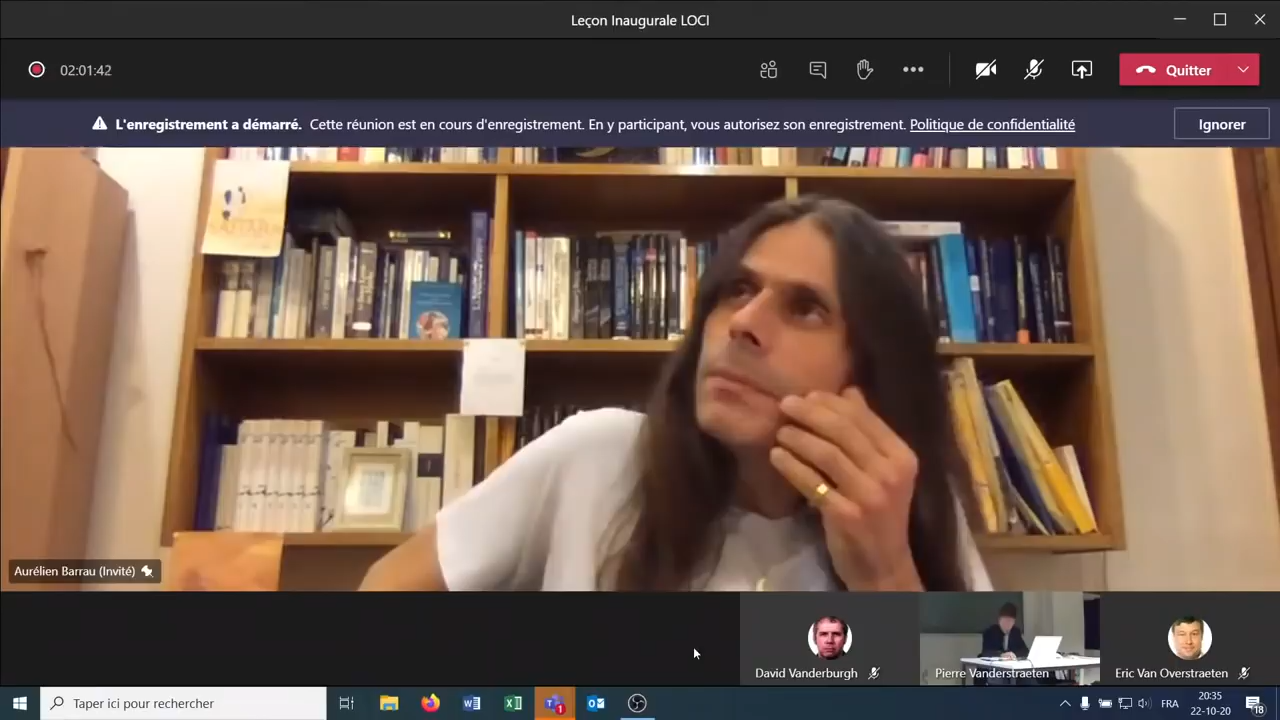 Leçon Inaugurale LOCI
02:01:42
Quitter
L'enregistrement a démarré. Cette réunion est en cours d'enregistrement. En y participant, vous autorisez son enregistrement. Politique de confidentialité
Ignorer
Aurélien Barrau (Invité)
David Vanderburgh
Pierre Vanderstraeten
Eric Van Overstraeten
Taper ici pour rechercher
1
FRA
20:35
22-10-20
18